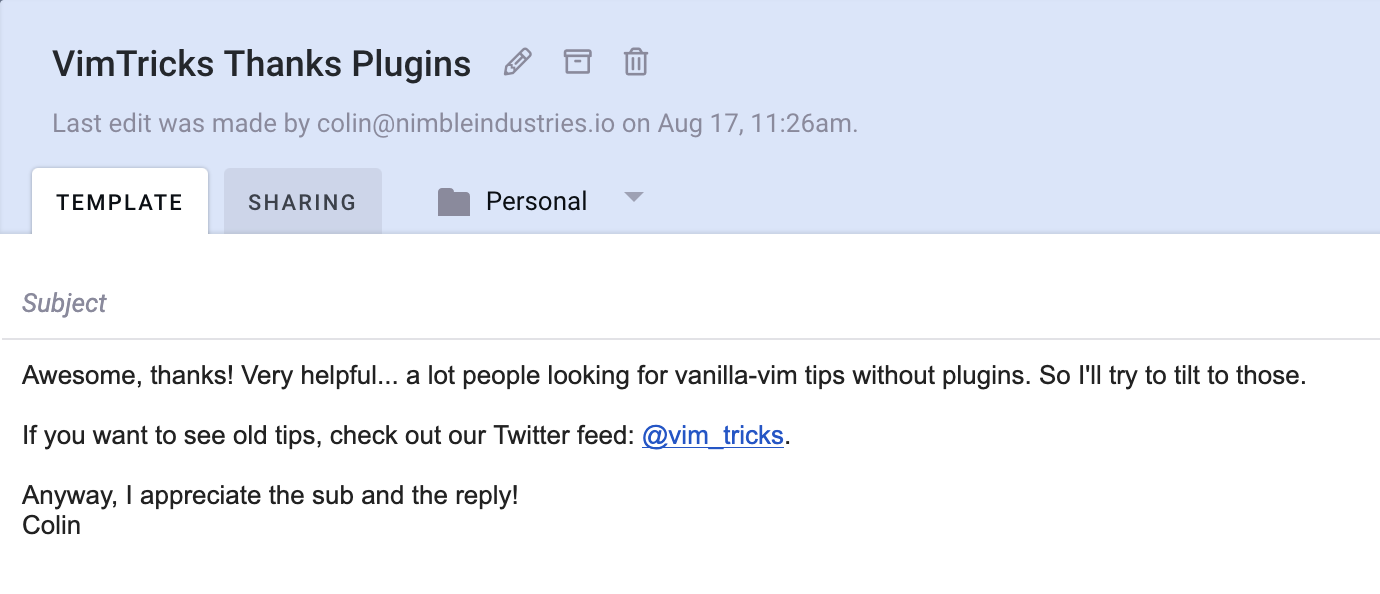 VimTricks Thanks Plugins
Last edit was made by colin@nimbleindustries.io on Aug 17, 11:26am.
TEMPLATE
SHARING
Personal
Subject
Awesome, thanks! Very helpful... a lot people looking for vanilla-vim tips without plugins. So I'll try to tilt to those.
If you want to see old tips, check out our Twitter feed: @vim_tricks.
Anyway, I appreciate the sub and the reply!
Colin